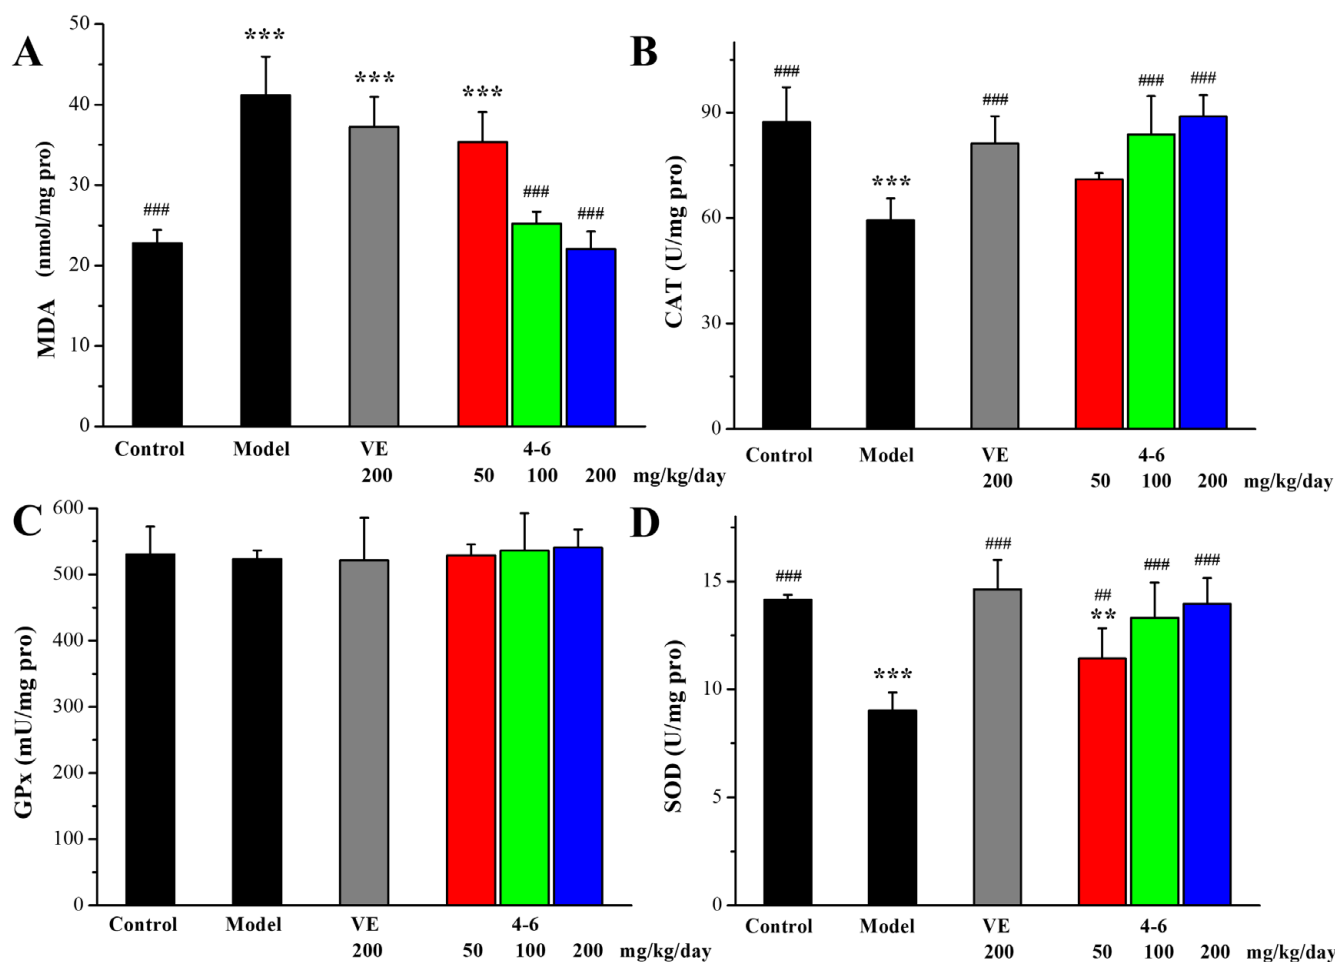 A
MDA (nmol/mg pro)
50
40
30
20
10
0
***
***
***
###
###
###
Control Model VE 4-6
200 50 100 200 mg/kg/day
B
CAT (U/mg pro)
90
60
30
0
###
***
###
###
###
Control Model VE 4-6
200 50 100 200 mg/kg/day
C
GPx (mU/mg pro)
600
500
400
300
200
100
0
Control Model VE 4-6
200 50 100 200 mg/kg/day
D
SOD (U/mg pro)
15
10
5
0
###
***
###
##
**
###
###
Control Model VE 4-6
200 50 100 200 mg/kg/day